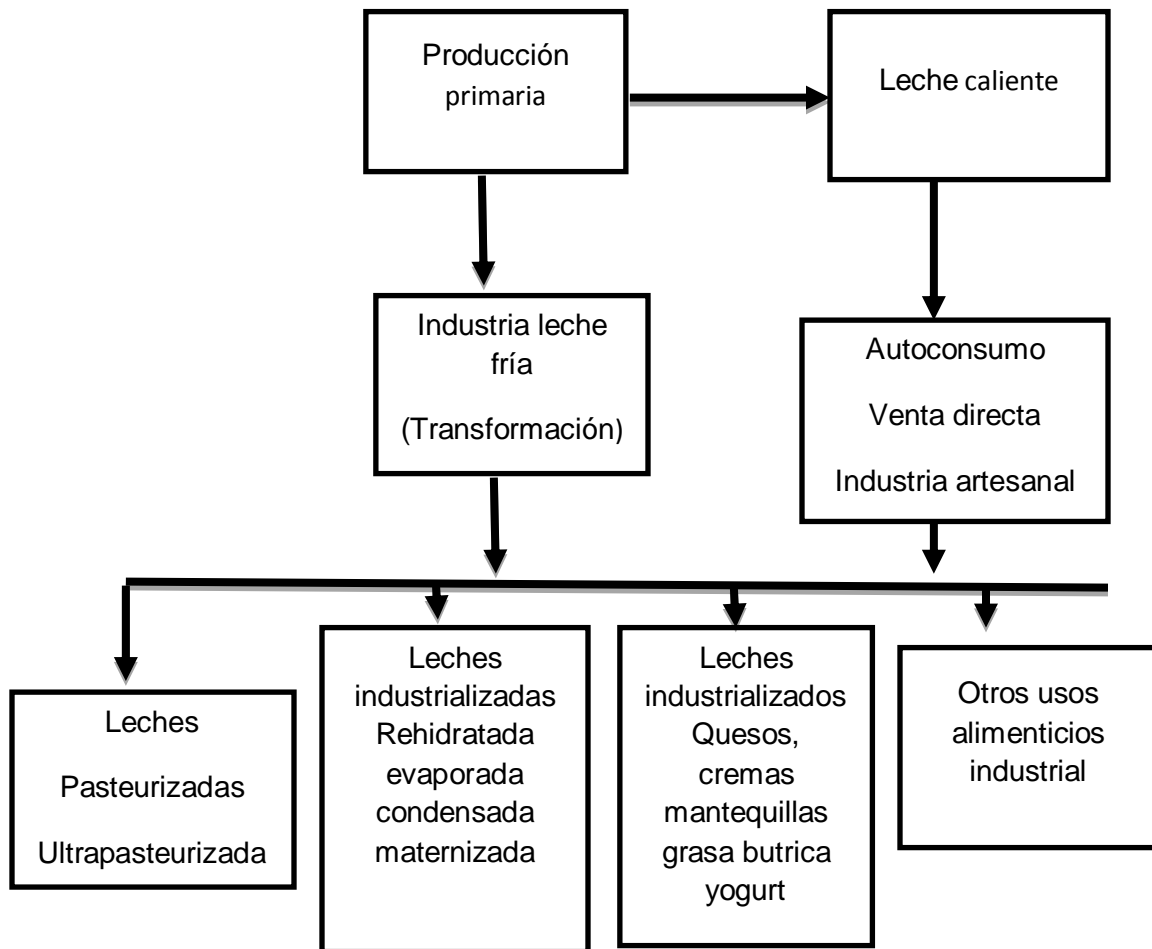 Producción
primaria
Leche caliente
Industria leche
fría
(Transformación)
Autoconsumo
Venta directa
Industria artesanal
Leches
Pasteurizadas
Ultrapasteurizada
Leches
industrializadas
Rehidratada
evaporada
condensada
maternizada
Leches
industrializados
Quesos,
cremas
mantequillas
grasa butrica
yogurt
Otros usos
alimenticios
industrial